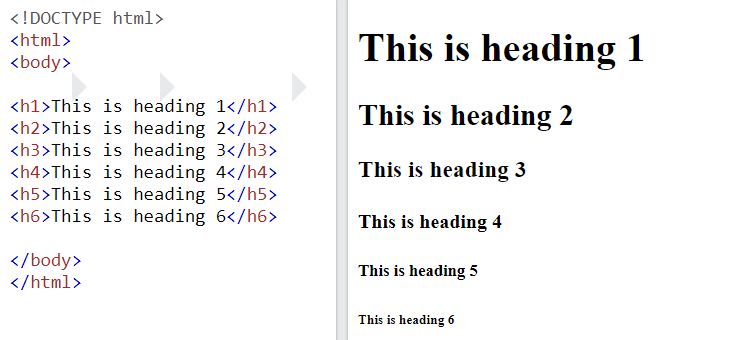 <!DOCTYPE html>
<html>
<body>
<h1>This is heading 1</h1>
<h2>This is heading 2</h2>
<h3>This is heading 3</h3>
<h4>This is heading 4</h4>
<h5>This is heading 5</h5>
<h6>This is heading 6</h6>
</body>
</html>
This is heading 1
This is heading 2
This is heading 3
This is heading 4
This is heading 5
This is heading 6